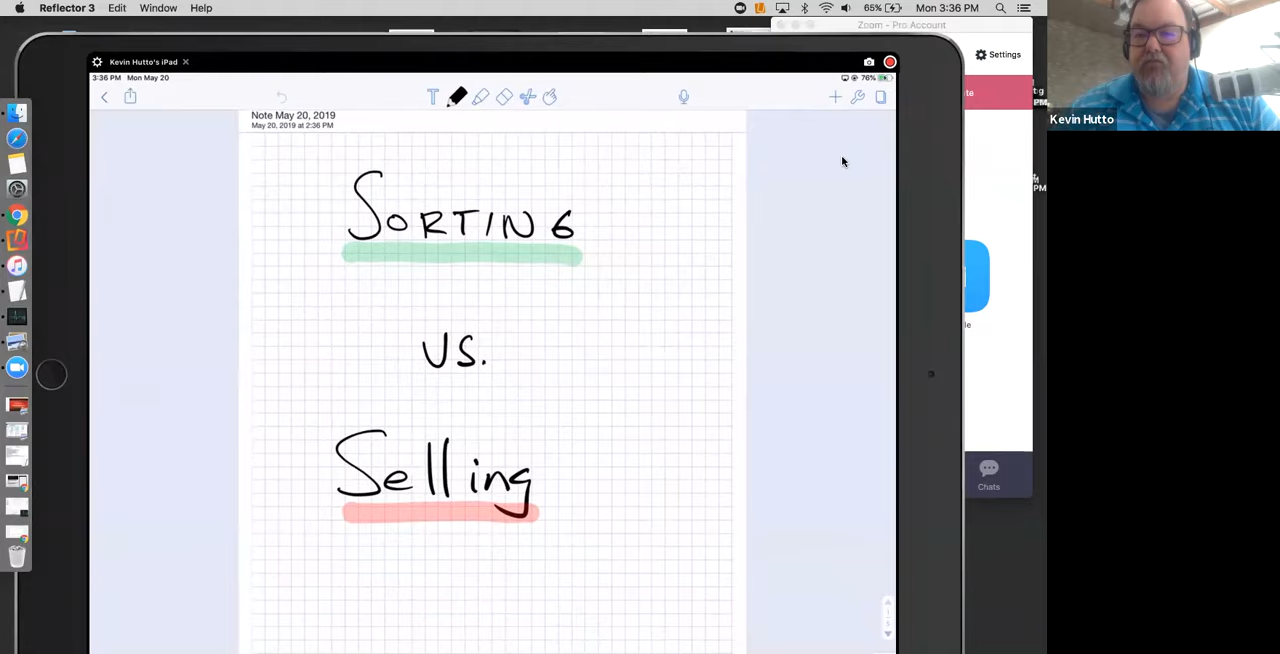 Reflector 3 Edit Window Help 65% Mon 3:36 PM
Zoom - Pro Account
Kevin Hutto's iPad
Settings
3:36 PM Mon May 20 76%
Kevin Hutto
Note May 20, 2019
May 20, 2019 at 2:36 PM
SORTING
VS.
Selling
Chats